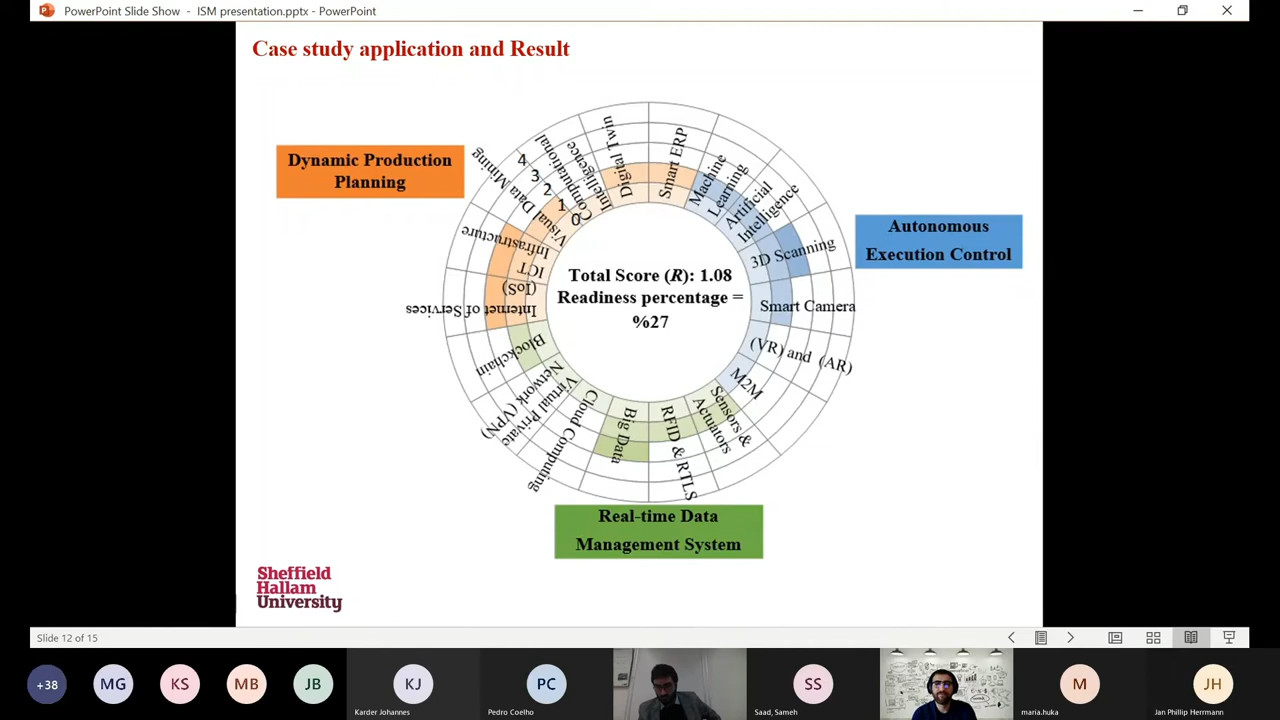 PowerPoint Slide Show - ISM presentation.pptx - PowerPoint
Case study application and Result
Dynamic Production
Planning
Autonomous
Execution Control
Real-time Data
Management System
Total Score (R): 1.08
Readiness percentage =
%27
4
3
2
1
0
Smart ERP
Machine
Learning
Artificial
Intelligence
3D Scanning
Smart Camera
(VR) and (AR)
M2M
Sensors &
Actuators
RFID & RTLS
Big Data
Cloud Computing
Virtual Private
Network (VPN)
Blockchain
Internet of Services
(IoS)
ICT
Infrastructure
Visual Data Mining
Computational
Intelligence
Digital Twin
Sheffield
Hallam
University
Slide 12 of 15
+38
MG
KS
MB
JB
KJ
Karder Johannes
PC
Pedro Coelho
SS
Saad, Sameh
M
maria.huka
JH
Jan Phillip Herrmann